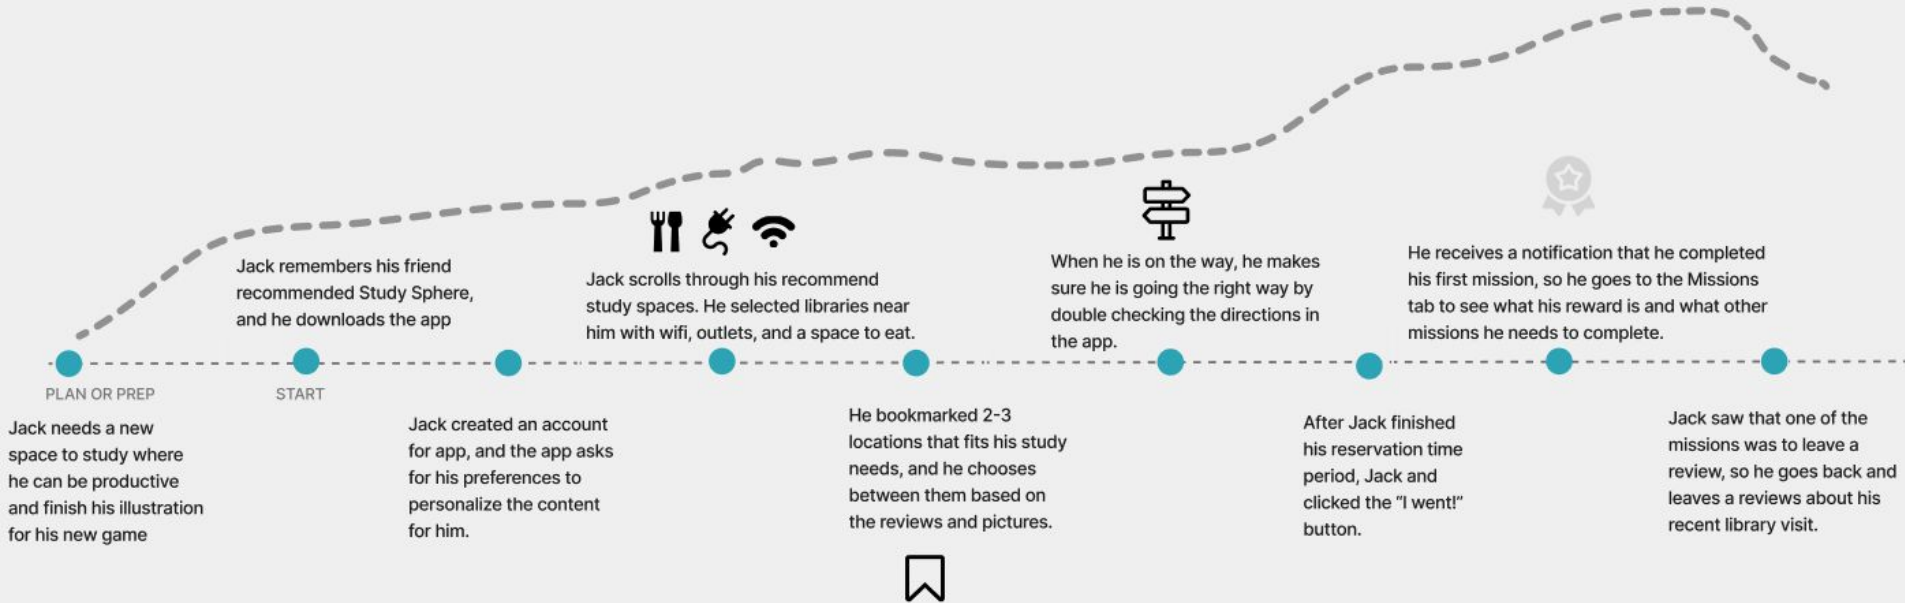 PLAN OR PREP
Jack needs a new
space to study where
he can be productive
and finish his illustration
for his new game
Jack remembers his friend
recommended Study Sphere,
and he downloads the app
START
Jack created an account
for app, and the app asks
for his preferences to
personalize the content
for him.
Jack scrolls through his recommend
study spaces. He selected libraries near
him with wifi, outlets, and a space to eat.
He bookmarked 2-3
locations that fits his study
needs, and he chooses
between them based on
the reviews and pictures.
When he is on the way, he makes
sure he is going the right way by
double checking the directions in
the app.
After Jack finished
his reservation time
period, Jack and
clicked the "I went!"
button.
He receives a notification that he completed
his first mission, so he goes to the Missions
tab to see what his reward is and what other
missions he needs to complete.
Jack saw that one of the
missions was to leave a
review, so he goes back and
leaves a reviews about his
recent library visit.